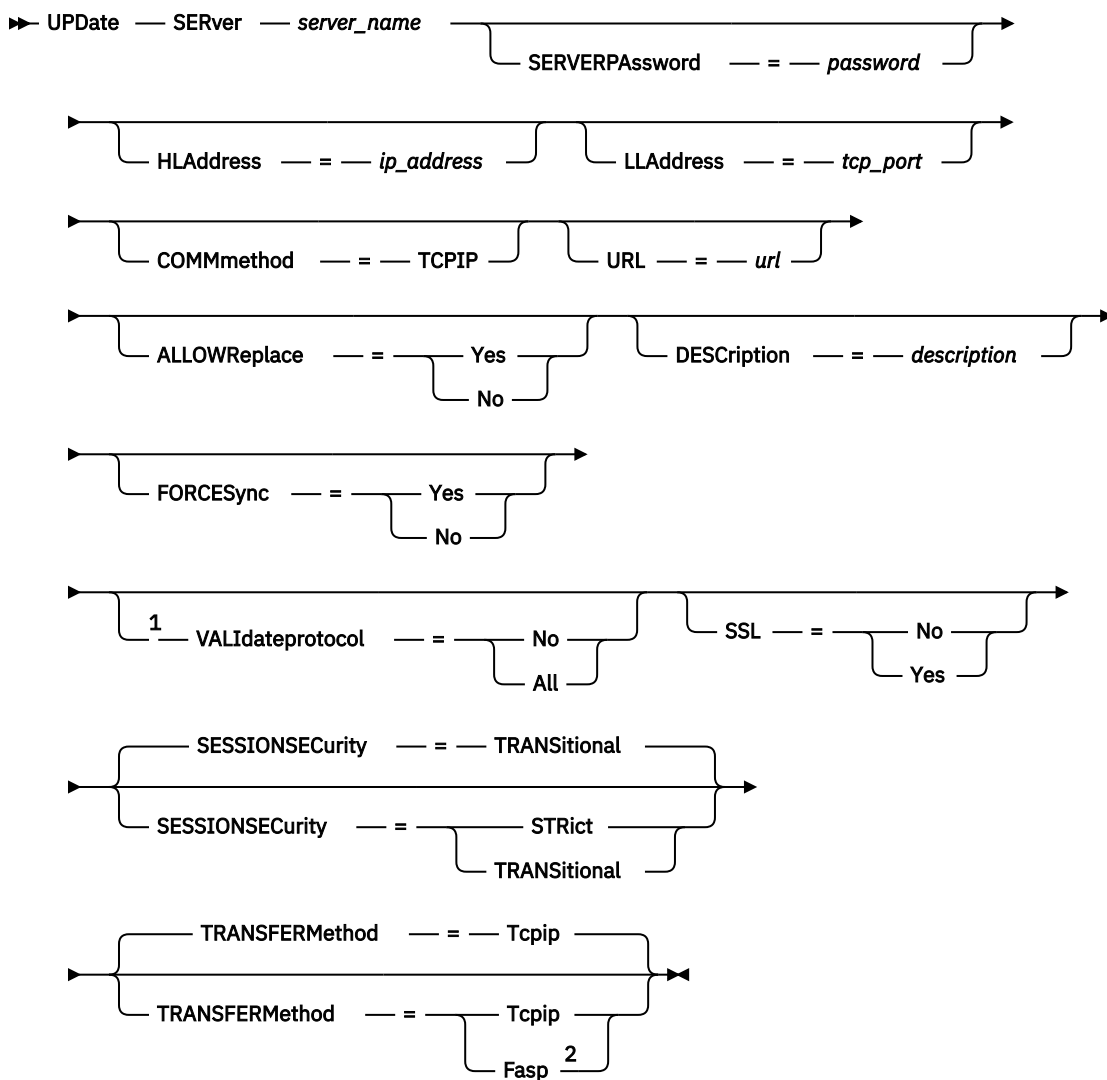 UPDate SERver server_name
SERVERPAssword = password
HLAddress = ip_address LLAddress = tcp_port
COMMmethod = TCPIP URL = url
ALLOWReplace = Yes DESCription = description
No
FORCESync = Yes
No
1 VALIdateprotocol = No SSL = No
All Yes
SESSIONSECurity = TRANSitional
SESSIONSECurity = STRict
TRANSitional
TRANSFERMethod = Tcpip
TRANSFERMethod = Tcpip
Fasp 2